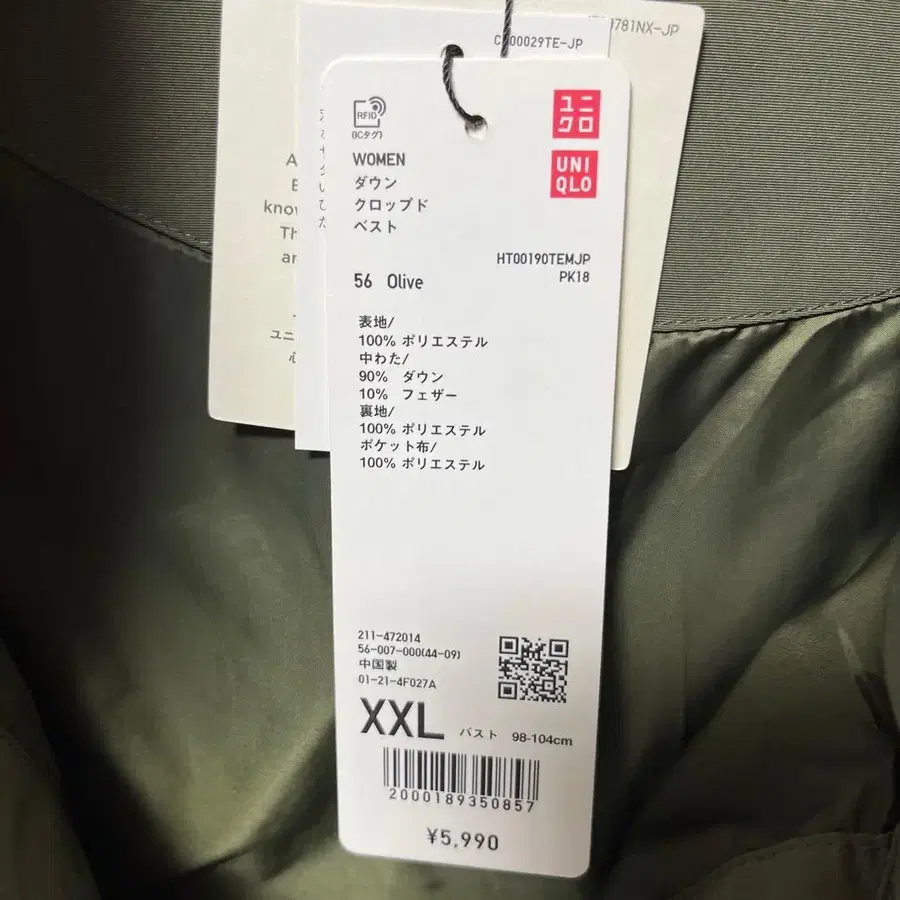 781NX-JP
00029TE-JP
RFID
(ICタグ)
ユニ
クロ
UNI
QLO
WOMEN
ダウン
クロップド
ベスト
HT00190TEMJP
PK18
56 Olive
表地/
100% ポリエステル
中わた/
90% ダウン
10% フェザー
裏地/
100% ポリエステル
ポケット布/
100% ポリエステル
211-472014
56-007-000(44-09)
中国製
01-21-4F027A
XXL バスト 98-104cm
2000189350857
¥5,990